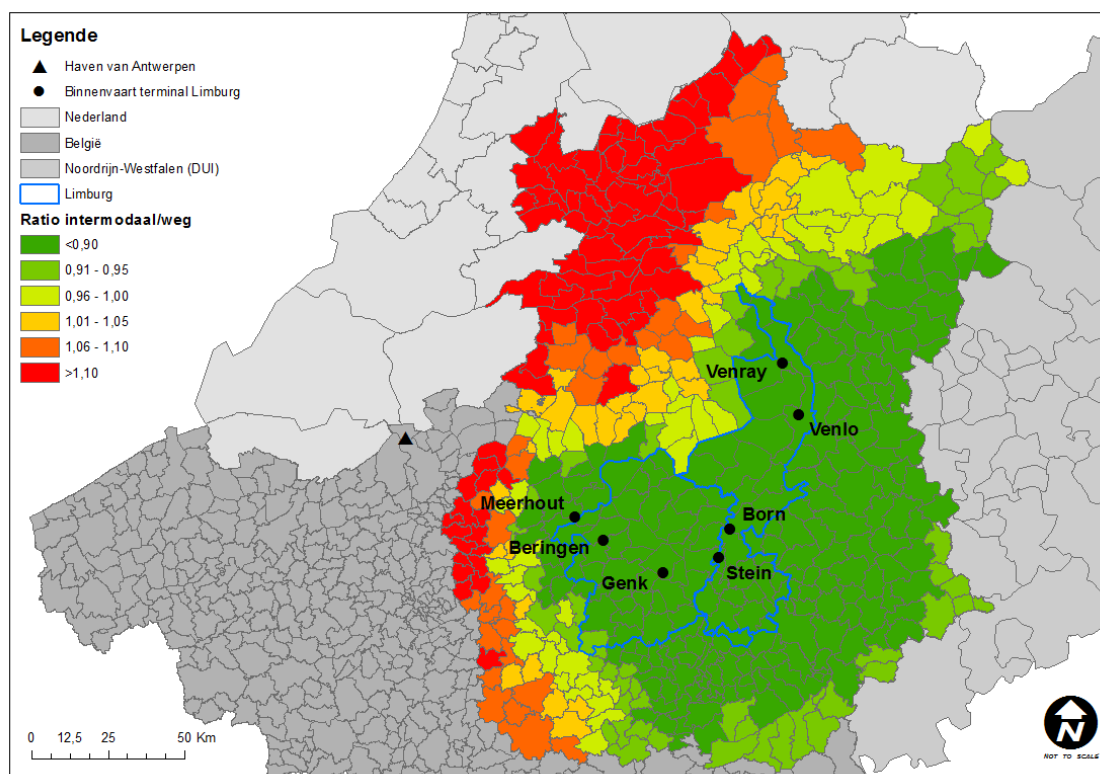 Legende
Haven van Antwerpen
Binnenvaart terminal Limburg
Nederland
België
Noordrijn-Westfalen (DUI)
Limburg
Ratio intermodaal/weg
<0,90
0,91 - 0,95
0,96 - 1,00
1,01 - 1,05
1,06 - 1,10
>1,10
Venray
Venlo
Meerhout
Born
Beringen
Stein
Genk
0 12,5 25 50 Km
N
NOT TO SCALE